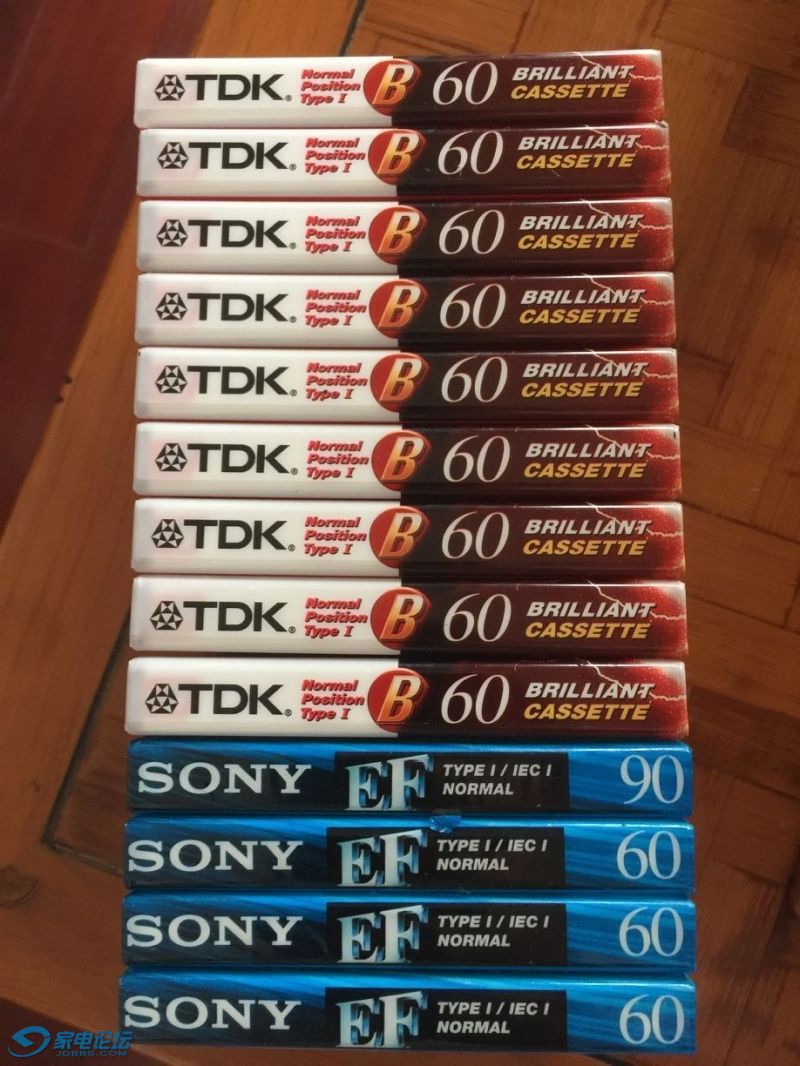 TDK Normal Position Type I B 60 BRILLIANT CASSETTE
TDK Normal Position Type I B 60 BRILLIANT CASSETTE
TDK Normal Position Type I B 60 BRILLIANT CASSETTE
TDK Normal Position Type I B 60 BRILLIANT CASSETTE
TDK Normal Position Type I B 60 BRILLIANT CASSETTE
TDK Normal Position Type I B 60 BRILLIANT CASSETTE
TDK Normal Position Type I B 60 BRILLIANT CASSETTE
TDK Normal Position Type I B 60 BRILLIANT CASSETTE
TDK Normal Position Type I B 60 BRILLIANT CASSETTE
SONY EF TYPE I / IEC I NORMAL 90
SONY EF TYPE I / IEC I NORMAL 60
SONY EF TYPE I / IEC I NORMAL 60
SONY EF TYPE I / IEC I NORMAL 60
家电论坛
JDBBS.COM